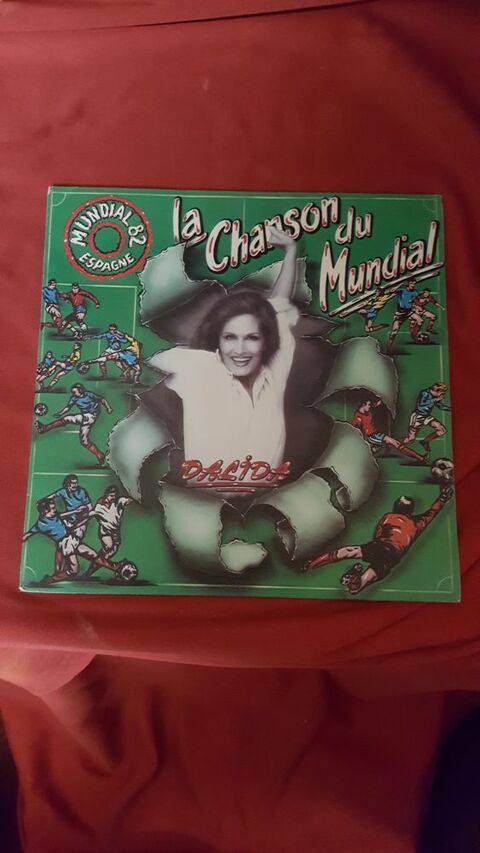 MUNDIAL 82
ESPAGNE
la Chanson du Mundial
DALIDA